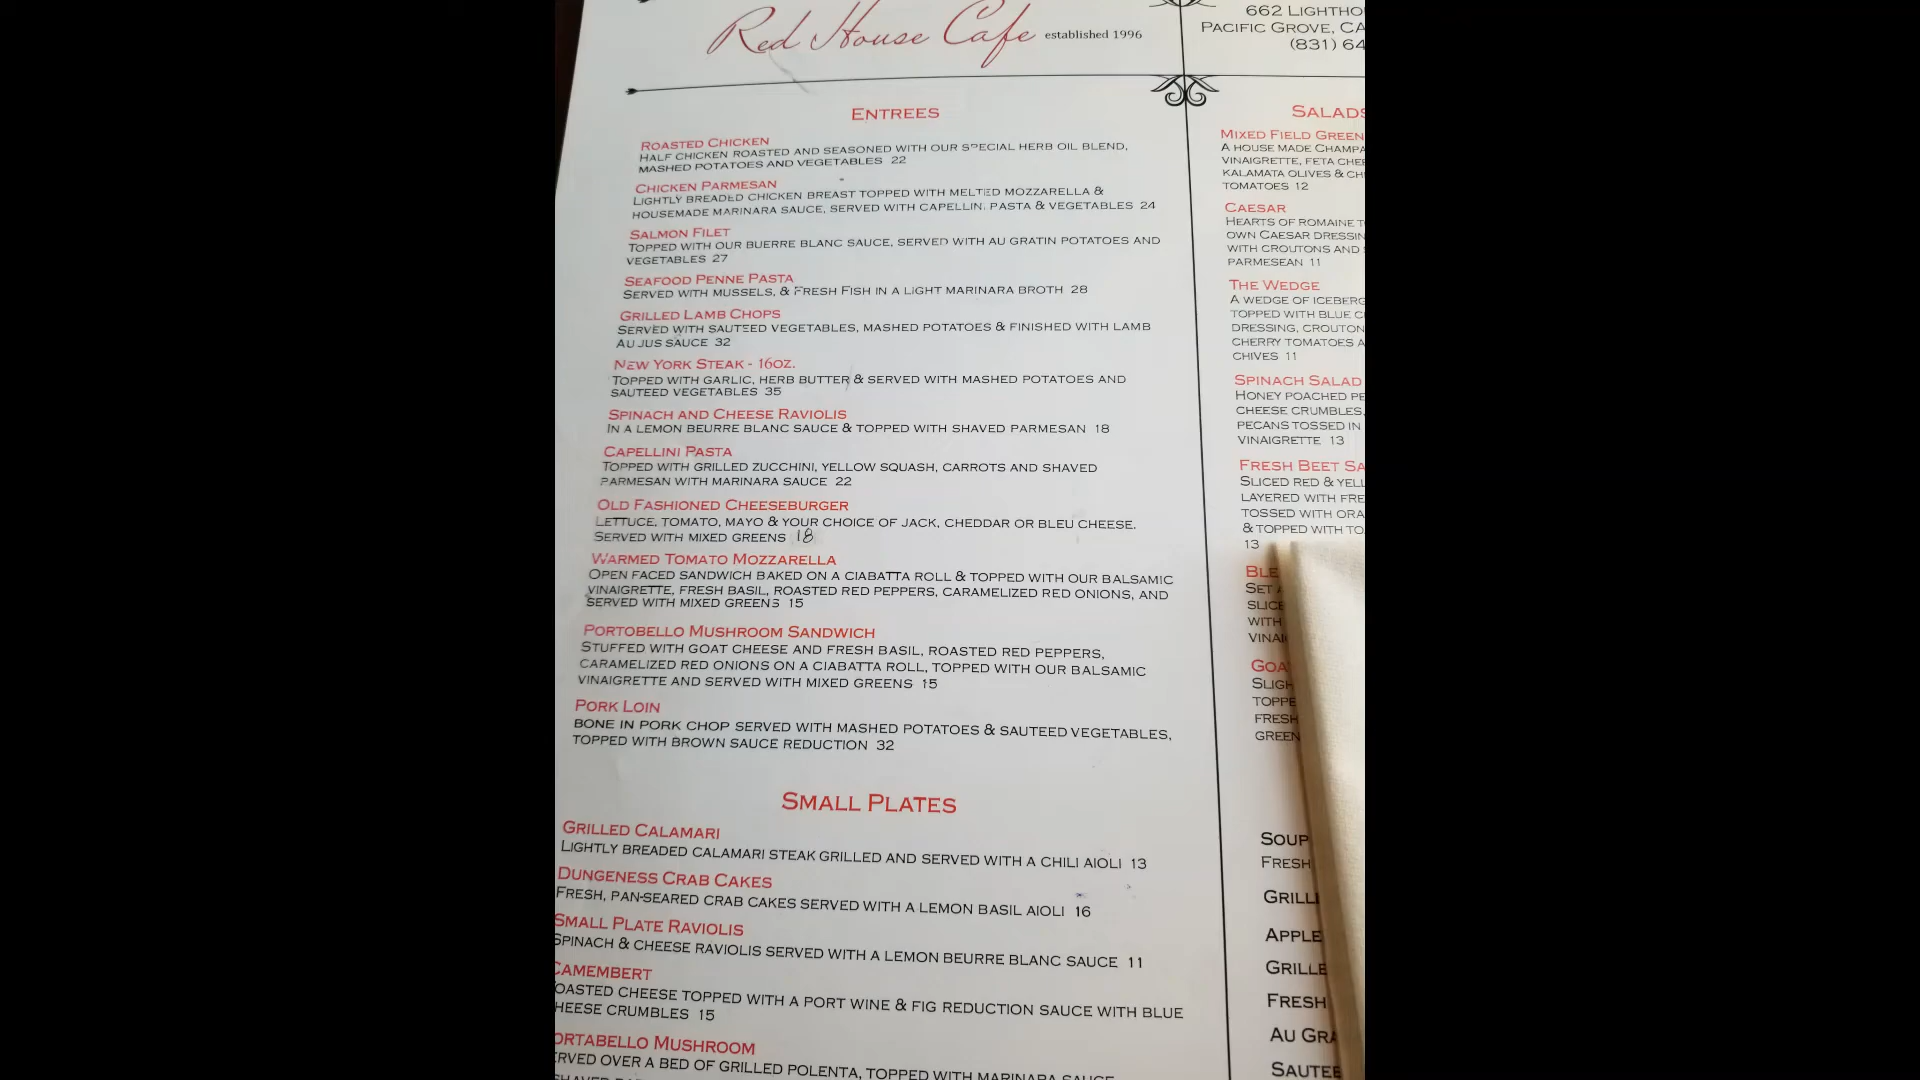 Red House Cafe established 1996
662 Lighthou
Pacific Grove, CA
(831) 64
Entrees
Roasted Chicken
Half chicken roasted and seasoned with our special herb oil blend,
mashed potatoes and vegetables 22
Chicken Parmesan
Lightly breaded chicken breast topped with melted mozzarella &
housemade marinara sauce, served with capellini pasta & vegetables 24
Salmon Filet
Topped with our buerre blanc sauce, served with au gratin potatoes and
vegetables 27
Seafood Penne Pasta
Served with mussels, & Fresh Fish in a light marinara broth 28
Grilled Lamb Chops
Served with sauteed vegetables, mashed potatoes & finished with lamb
au jus sauce 32
New York Steak - 16oz.
Topped with garlic, herb butter & served with mashed potatoes and
sauteed vegetables 35
Spinach and Cheese Raviolis
In a lemon beurre blanc sauce & topped with shaved parmesan 18
Capellini Pasta
Topped with grilled zucchini, yellow squash, carrots and shaved
parmesan with marinara sauce 22
Old Fashioned Cheeseburger
Lettuce, tomato, mayo & your choice of jack, cheddar or bleu cheese.
Served with mixed greens 18
Warmed Tomato Mozzarella
Open faced sandwich baked on a ciabatta roll & topped with our balsamic
vinaigrette, fresh basil, roasted red peppers, caramelized red onions, and
served with mixed greens 15
Portobello Mushroom Sandwich
Stuffed with goat cheese and fresh basil, roasted red peppers,
caramelized red onions on a ciabatta roll, topped with our balsamic
vinaigrette and served with mixed greens 15
Pork Loin
Bone in pork chop served with mashed potatoes & sauteed vegetables,
topped with brown sauce reduction 32
Small Plates
Grilled Calamari
Lightly breaded calamari steak grilled and served with a chili aioli 13
Dungeness Crab Cakes
Fresh, pan-seared crab cakes served with a lemon basil aioli 16
Small Plate Raviolis
Spinach & cheese raviolis served with a lemon beurre blanc sauce 11
Camembert
oasted cheese topped with a port wine & fig reduction sauce with blue
heese crumbles 15
ortabello Mushroom
erved over a bed of grilled polenta, topped with marinara sauce
Salads
Mixed Field Green
A house made Champa
vinaigrette, feta chee
kalamata olives & ch
tomatoes 12
Caesar
Hearts of romaine t
own Caesar dressin
with croutons and
parmesean 11
The Wedge
A wedge of iceberg
topped with blue c
dressing, crouton
cherry tomatoes a
chives 11
Spinach Salad
Honey poached pe
cheese crumbles,
pecans tossed in
vinaigrette 13
Fresh Beet Sa
Sliced red & yell
layered with fre
tossed with ora
& topped with to
13
Ble
Set a
slice
with
vinai
Goa
Sligh
toppe
fresh
green
Soup
Fresh
Grill
Apple
Grille
Fresh
Au Gra
Sautee